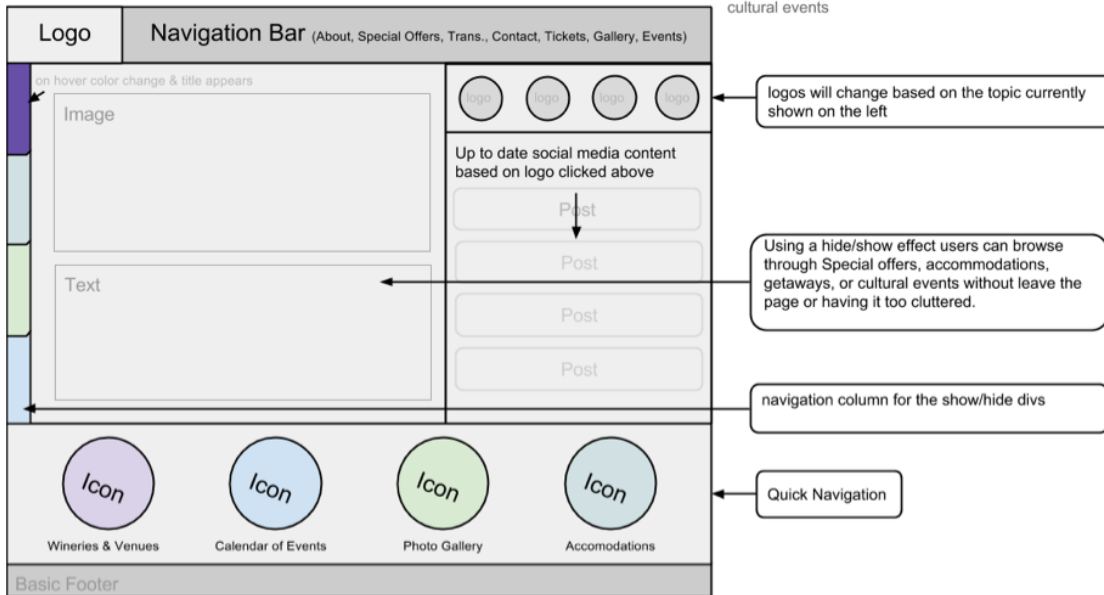 cultural events
Logo
Navigation Bar (About, Special Offers, Trans., Contact, Tickets, Gallery, Events)
on hover color change & title appears
Image
logo
logo
logo
logo
logos will change based on the topic currently
shown on the left
Up to date social media content
based on logo clicked above
Post
Post
Post
Post
Text
Using a hide/show effect users can browse
through Special offers, accommodations,
getaways, or cultural events without leave the
page or having it too cluttered.
navigation column for the show/hide divs
Icon
Icon
Icon
Icon
Wineries & Venues
Calendar of Events
Photo Gallery
Accomodations
Quick Navigation
Basic Footer